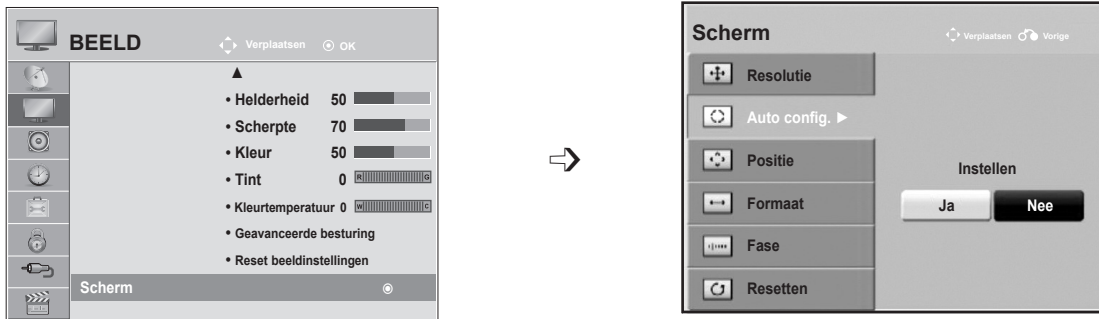 BEELD Verplaatsen OK
• Helderheid 50
• Scherpte 70
• Kleur 50
• Tint 0 R G
• Kleurtemperatuur 0 W C
• Geavanceerde besturing
• Reset beeldinstellingen
Scherm
Scherm Verplaatsen Vorige
Resolutie
Auto config. ►
Positie
Formaat
Fase
Resetten
Instellen
Ja Nee